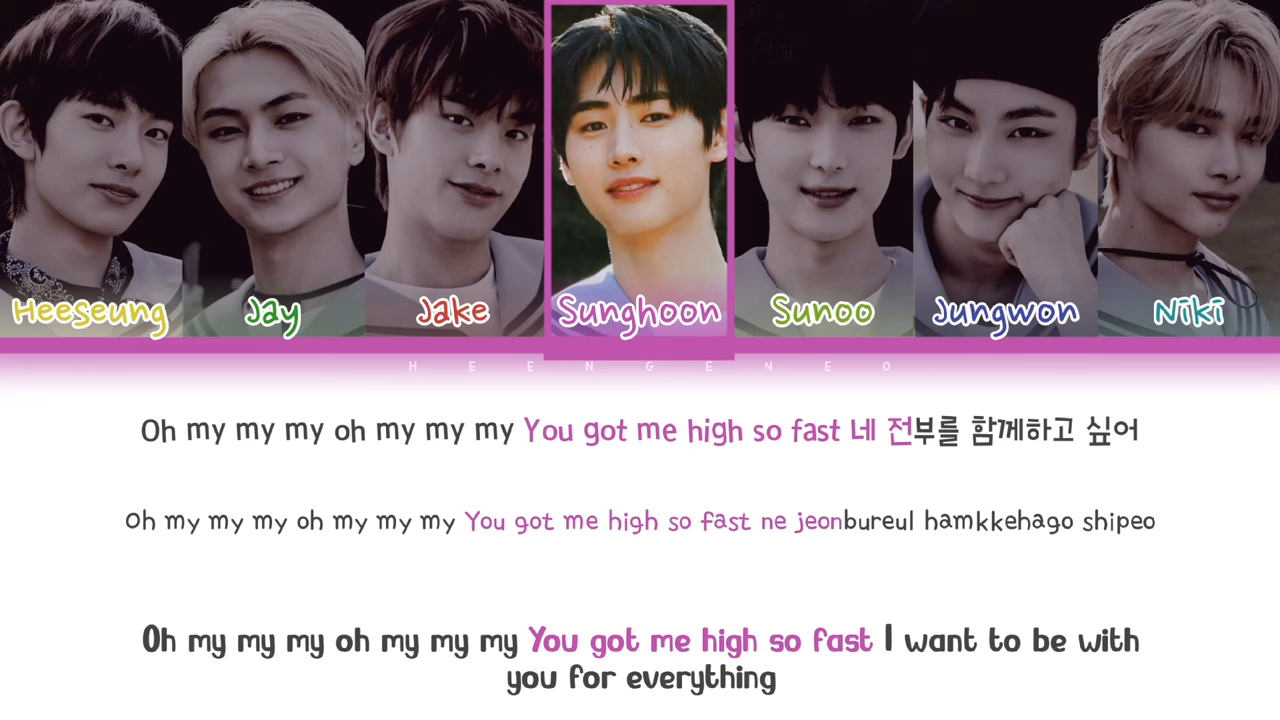 Heeseung Jay Jake Sunghoon Sunoo Jungwon Niki
HEENGENEO
Oh my my my oh my my my You got me high so fast 네 전부를 함께하고 싶어
Oh my my my oh my my my You got me high so fast ne jeonbureul hamkkehago shipeo
Oh my my my oh my my my You got me high so fast I want to be with
you for everything